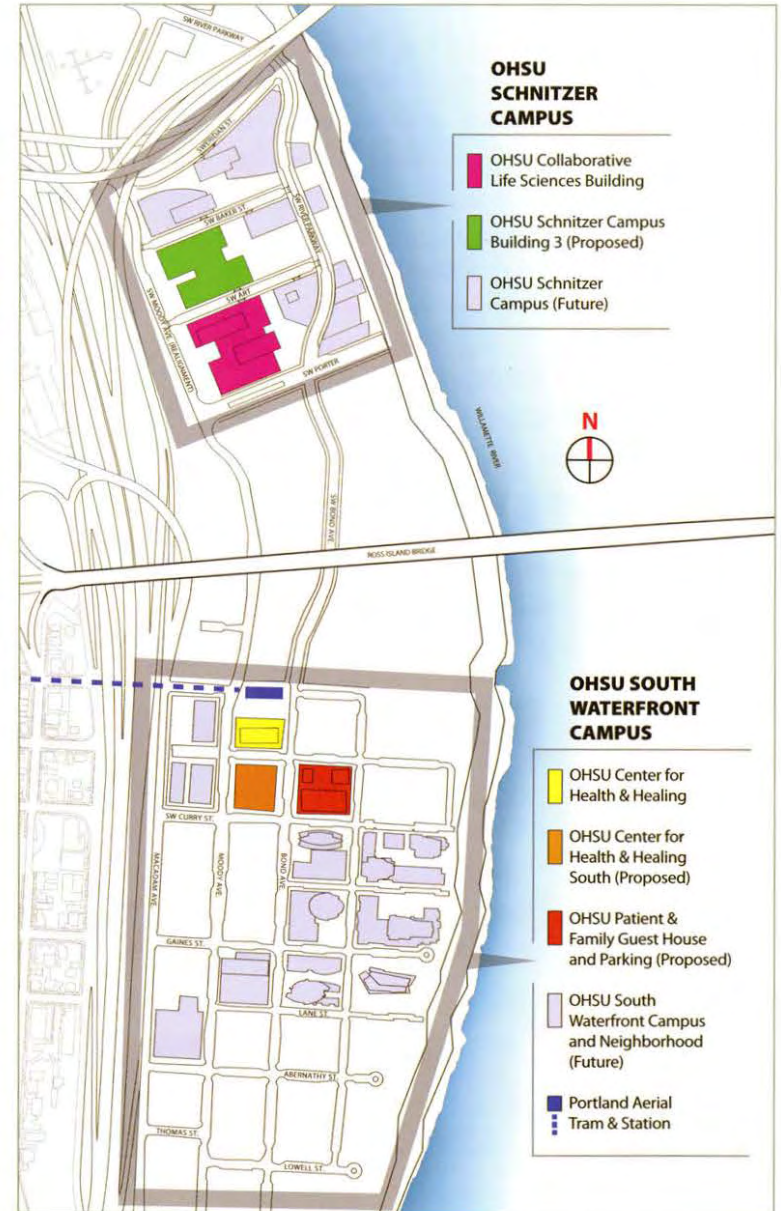 SW RIVER PARKWAY
OHSU
SCHNITZER
CAMPUS
OHSU Collaborative
Life Sciences Building
OHSU Schnitzer Campus
Building 3 (Proposed)
OHSU Schnitzer
Campus (Future)
SW BAKER ST.
SW RIVER PARKWAY
SW ART
SW MOODY AVE. (REALIGNMENT)
SW PORTER
WILLAMETTE RIVER
N
SW BOND AVE.
ROSS ISLAND BRIDGE
OHSU SOUTH
WATERFRONT
CAMPUS
OHSU Center for
Health & Healing
OHSU Center for
Health & Healing
South (Proposed)
OHSU Patient &
Family Guest House
and Parking (Proposed)
OHSU South
Waterfront Campus
and Neighborhood
(Future)
Portland Aerial
Tram & Station
SW CURRY ST.
MACADAM AVE.
MOODY AVE.
BOND AVE.
GAINES ST.
LANE ST.
ABERNATHY ST.
THOMAS ST.
LOWELL ST.